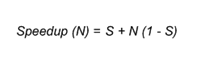 Speedup (N) = S + N (1 - S)